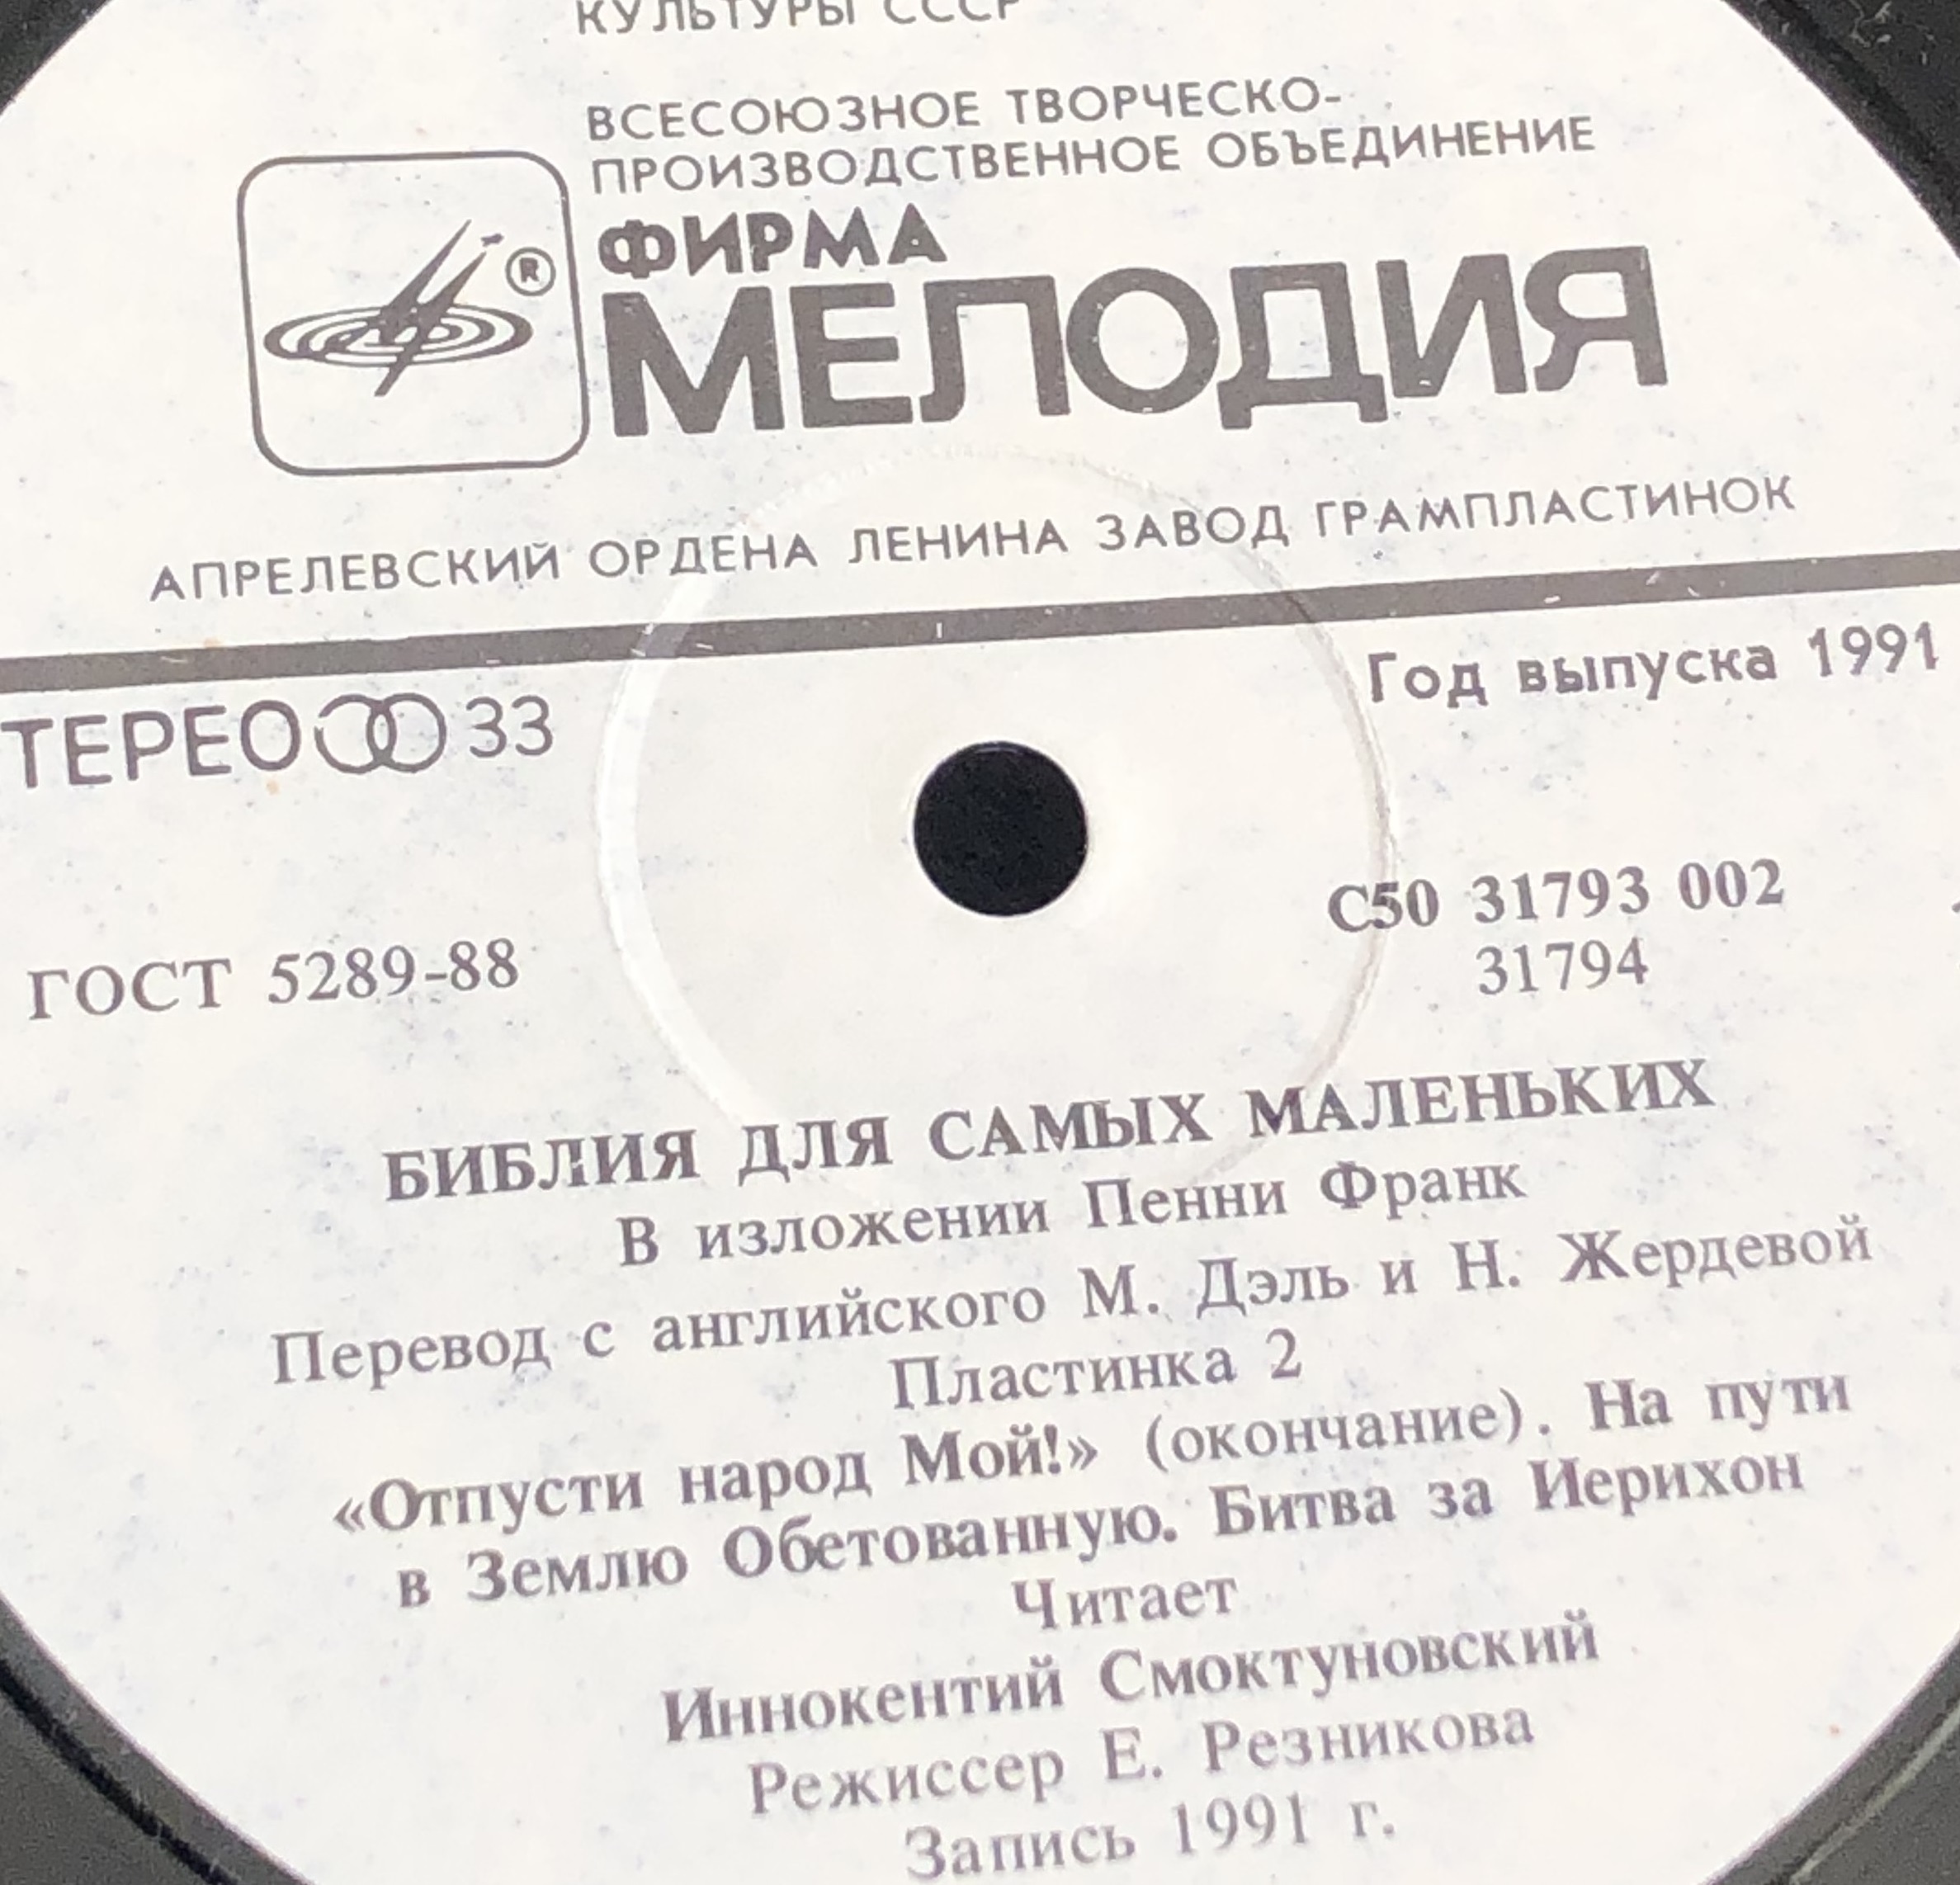 КУЛЬТУРЫ СССР
ВСЕСОЮЗНОЕ ТВОРЧЕСКО-
ПРОИЗВОДСТВЕННОЕ ОБЪЕДИНЕНИЕ
ФИРМА
МЕЛОДИЯ
®
АПРЕЛЕВСКИЙ ОРДЕНА ЛЕНИНА ЗАВОД ГРАМПЛАСТИНОК
ТЕРЕО 33
Год выпуска 1991
ГОСТ 5289-88
С50 31793 002
31794
БИБЛИЯ ДЛЯ САМЫХ МАЛЕНЬКИХ
В изложении Пенни Франк
Перевод с английского М. Дэль и Н. Жердевой
Пластинка 2
«Отпусти народ Мой!» (окончание). На пути
в Землю Обетованную. Битва за Иерихон
Читает
Иннокентий Смоктуновский
Режиссер Е. Резникова
Запись 1991 г.